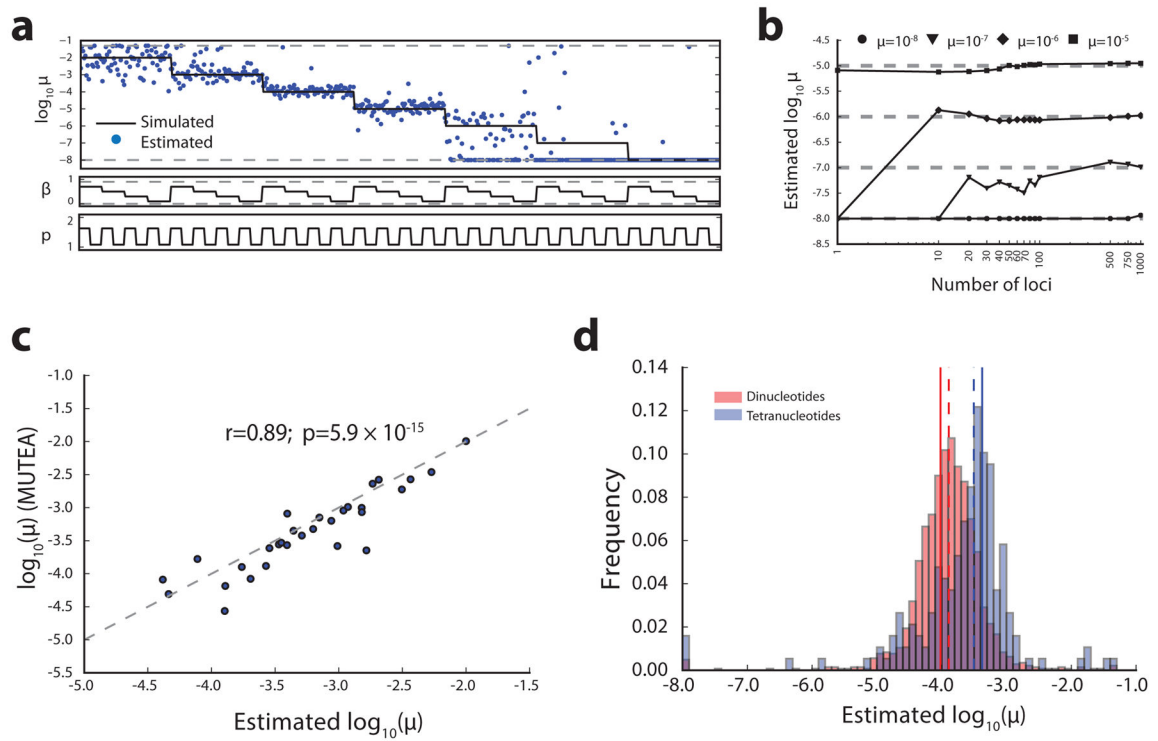 a
−1
−2
−3
−4
−5
−6
−7
−8
log₁₀ μ
Simulated
Estimated
β
1
0
p
2
1
b
μ=10⁻⁸ μ=10⁻⁷ μ=10⁻⁶ μ=10⁻⁵
-4.5
-5.0
-5.5
-6.0
-6.5
-7.0
-7.5
-8.0
-8.5
Estimated log₁₀ μ
1 10 20 30 40 50 60 70 100 500 750 1000
Number of loci
c
-1.0
-1.5
-2.0
-2.5
-3.0
-3.5
-4.0
-4.5
-5.0
-5.5
log₁₀(μ) (MUTEA)
r=0.89; p=5.9 × 10⁻¹⁵
-5.0 -4.5 -4.0 -3.5 -3.0 -2.5 -2.0 -1.5
Estimated log₁₀(μ)
d
0.14
0.12
0.10
0.08
0.06
0.04
0.02
0.00
Frequency
Dinucleotides
Tetranucleotides
-8.0 -7.0 -6.0 -5.0 -4.0 -3.0 -2.0 -1.0
Estimated log₁₀(μ)